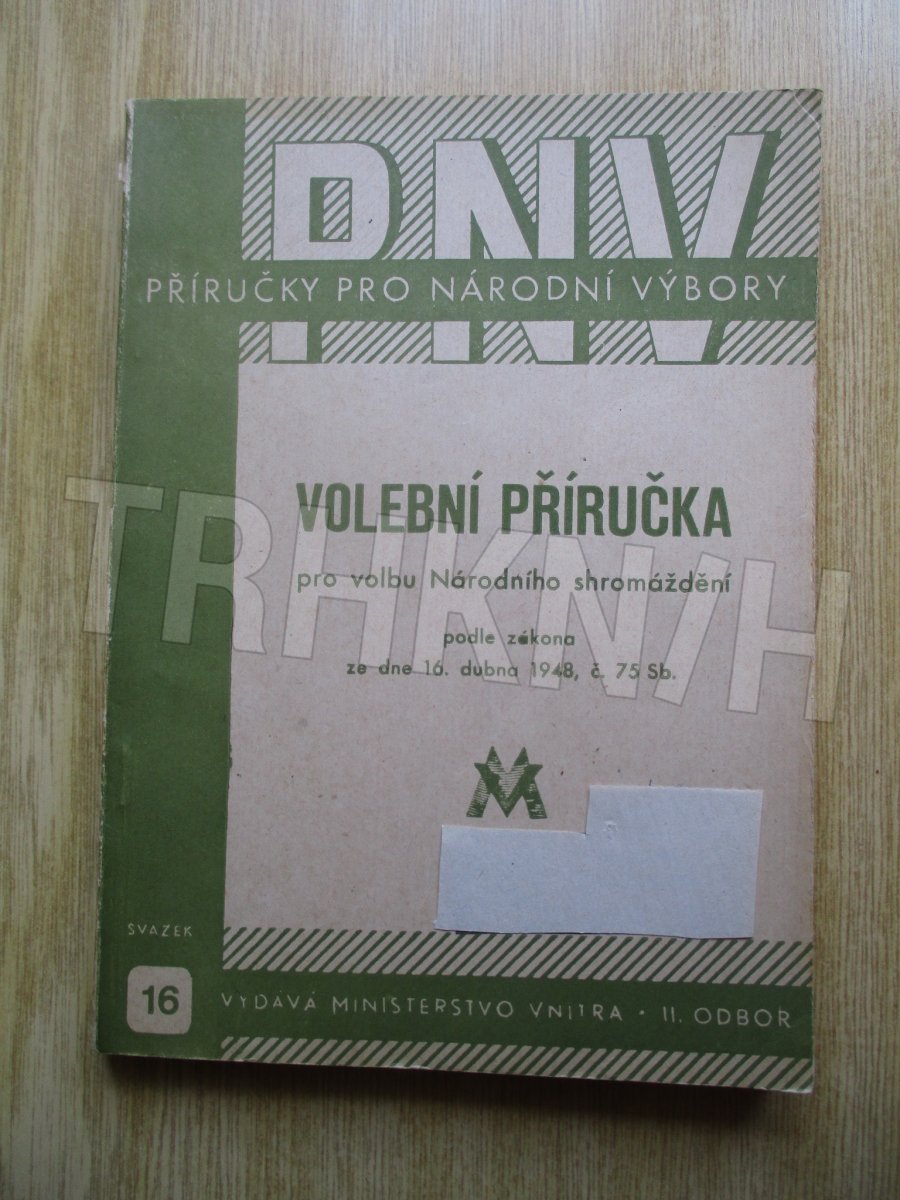 PNV
PŘÍRUČKY PRO NÁRODNÍ VÝBORY
VOLEBNÍ PŘÍRUČKA
pro volbu Národního shromáždění
podle zákona
ze dne 16. dubna 1948, č. 75 Sb.
MV
SVAZEK
16
VYDÁVÁ MINISTERSTVO VNITRA • II. ODBOR
TRHKNIH